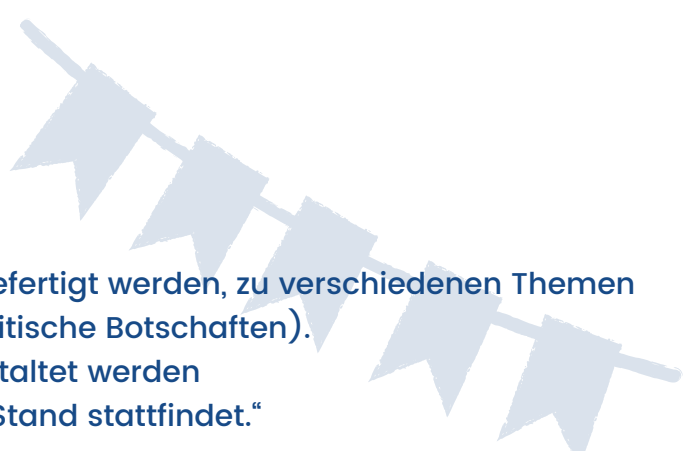 efertigt werden, zu verschiedenen Themen
itische Botschaften).
taltet werden
Stand stattfindet.“